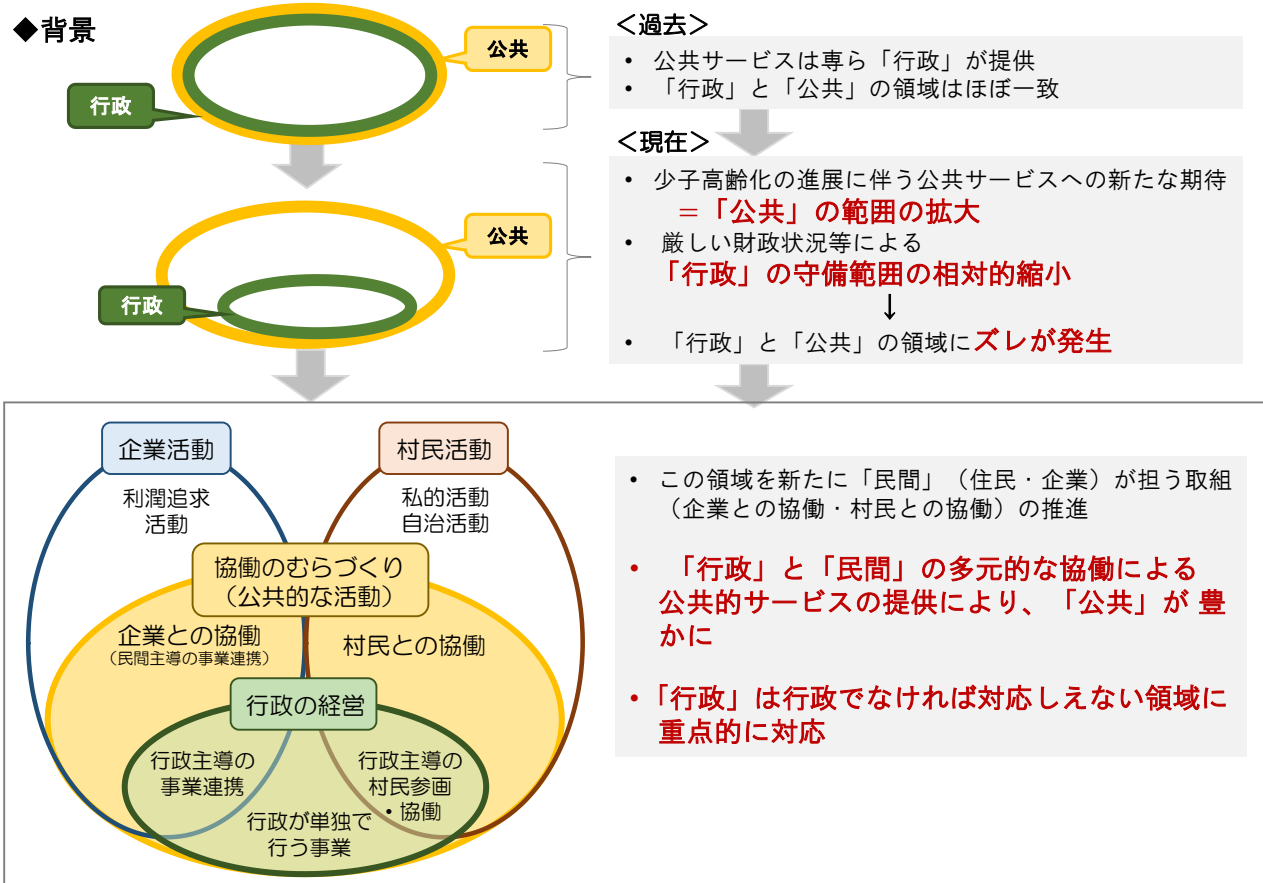 ◆背景
公共
行政
＜過去＞
• 公共サービスは専ら「行政」が提供
• 「行政」と「公共」の領域はほぼ一致
＜現在＞
• 少子高齢化の進展に伴う公共サービスへの新たな期待
＝「公共」の範囲の拡大
• 厳しい財政状況等による
「行政」の守備範囲の相対的縮小
↓
• 「行政」と「公共」の領域にズレが発生
公共
行政
企業活動
村民活動
利潤追求
活動
私的活動
自治活動
協働のむらづくり
（公共的な活動）
企業との協働
（民間主導の事業連携）
村民との協働
行政の経営
行政主導の
事業連携
行政主導の
村民参画
・協働
行政が単独で
行う事業
• この領域を新たに「民間」（住民・企業）が担う取組
（企業との協働・村民との協働）の推進
• 「行政」と「民間」の多元的な協働による
公共的サービスの提供により、「公共」が 豊
かに
• 「行政」は行政でなければ対応しえない領域に
重点的に対応